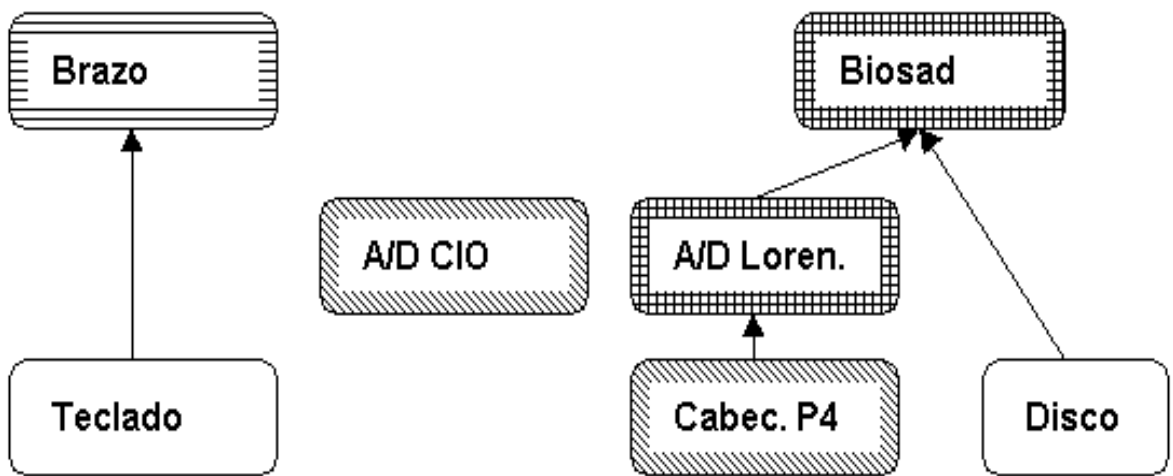 Brazo
Biosad
A/D CIO
A/D Loren.
Teclado
Cabec. P4
Disco